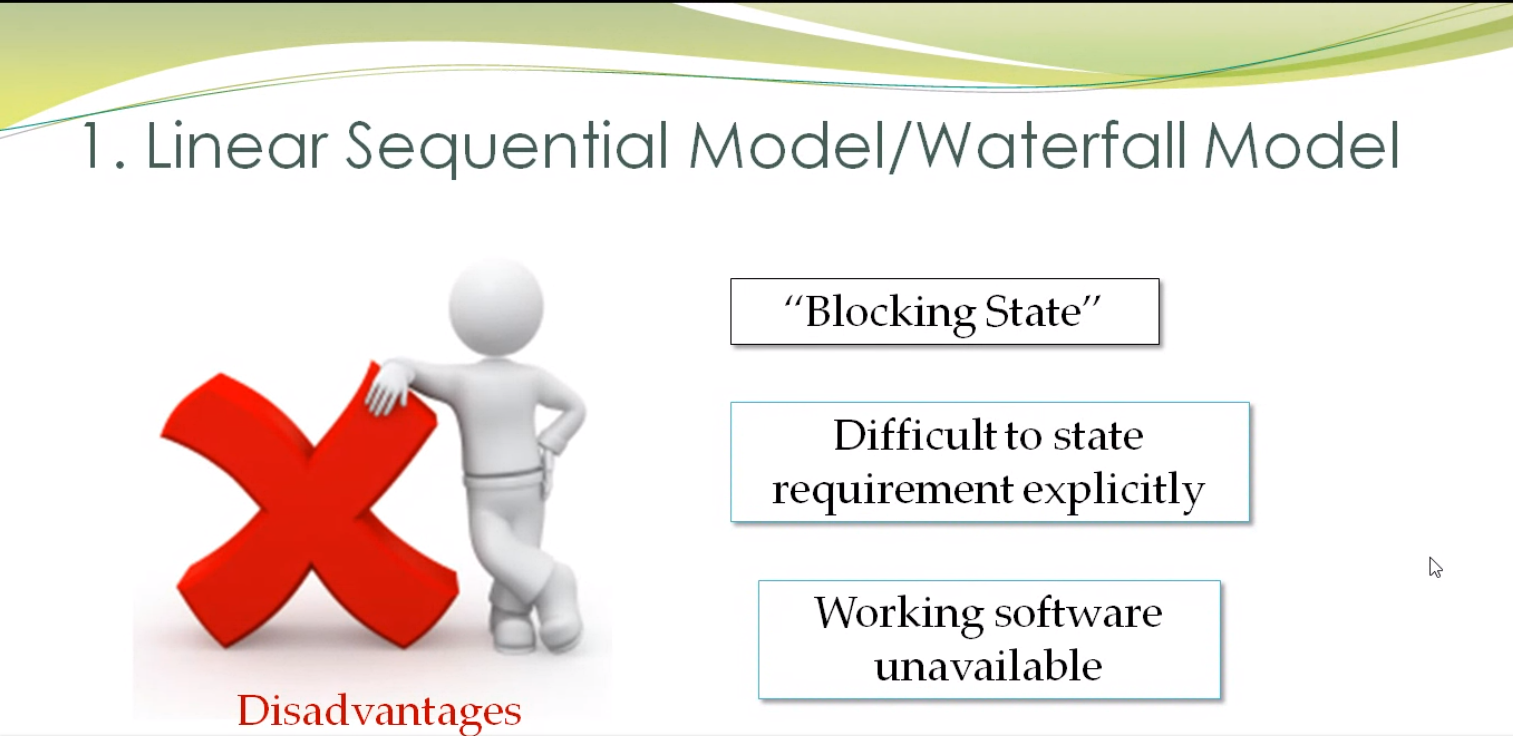 1. Linear Sequential Model/Waterfall Model
“Blocking State”
Difficult to state
requirement explicitly
Working software
unavailable
Disadvantages